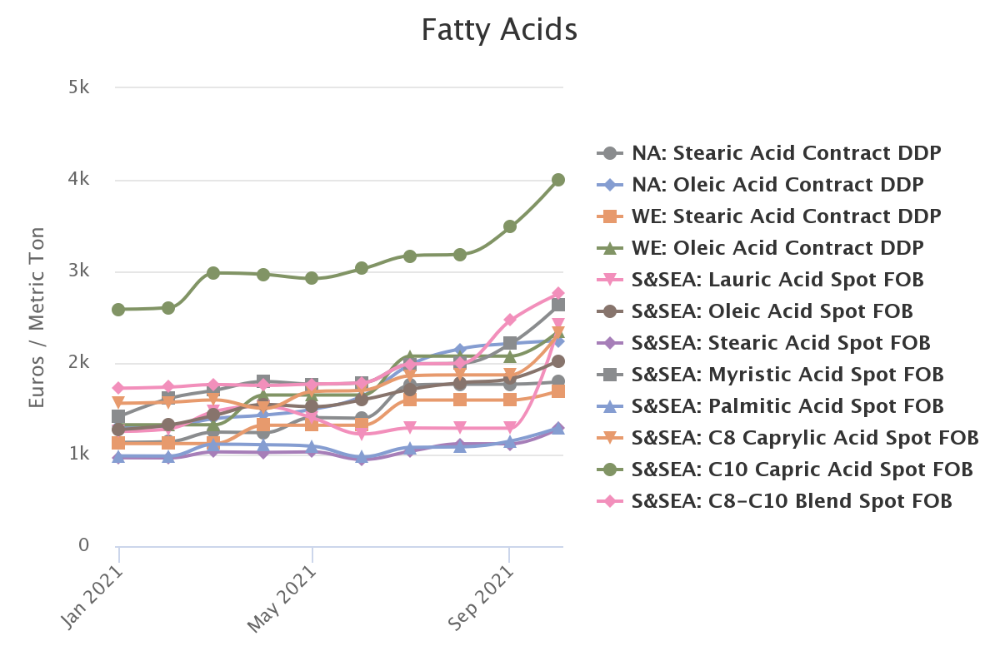 Fatty Acids
Euros / Metric Ton
5k
4k
3k
2k
1k
0
Jan 2021
May 2021
Sep 2021
NA: Stearic Acid Contract DDP
NA: Oleic Acid Contract DDP
WE: Stearic Acid Contract DDP
WE: Oleic Acid Contract DDP
S&SEA: Lauric Acid Spot FOB
S&SEA: Oleic Acid Spot FOB
S&SEA: Stearic Acid Spot FOB
S&SEA: Myristic Acid Spot FOB
S&SEA: Palmitic Acid Spot FOB
S&SEA: C8 Caprylic Acid Spot FOB
S&SEA: C10 Capric Acid Spot FOB
S&SEA: C8-C10 Blend Spot FOB